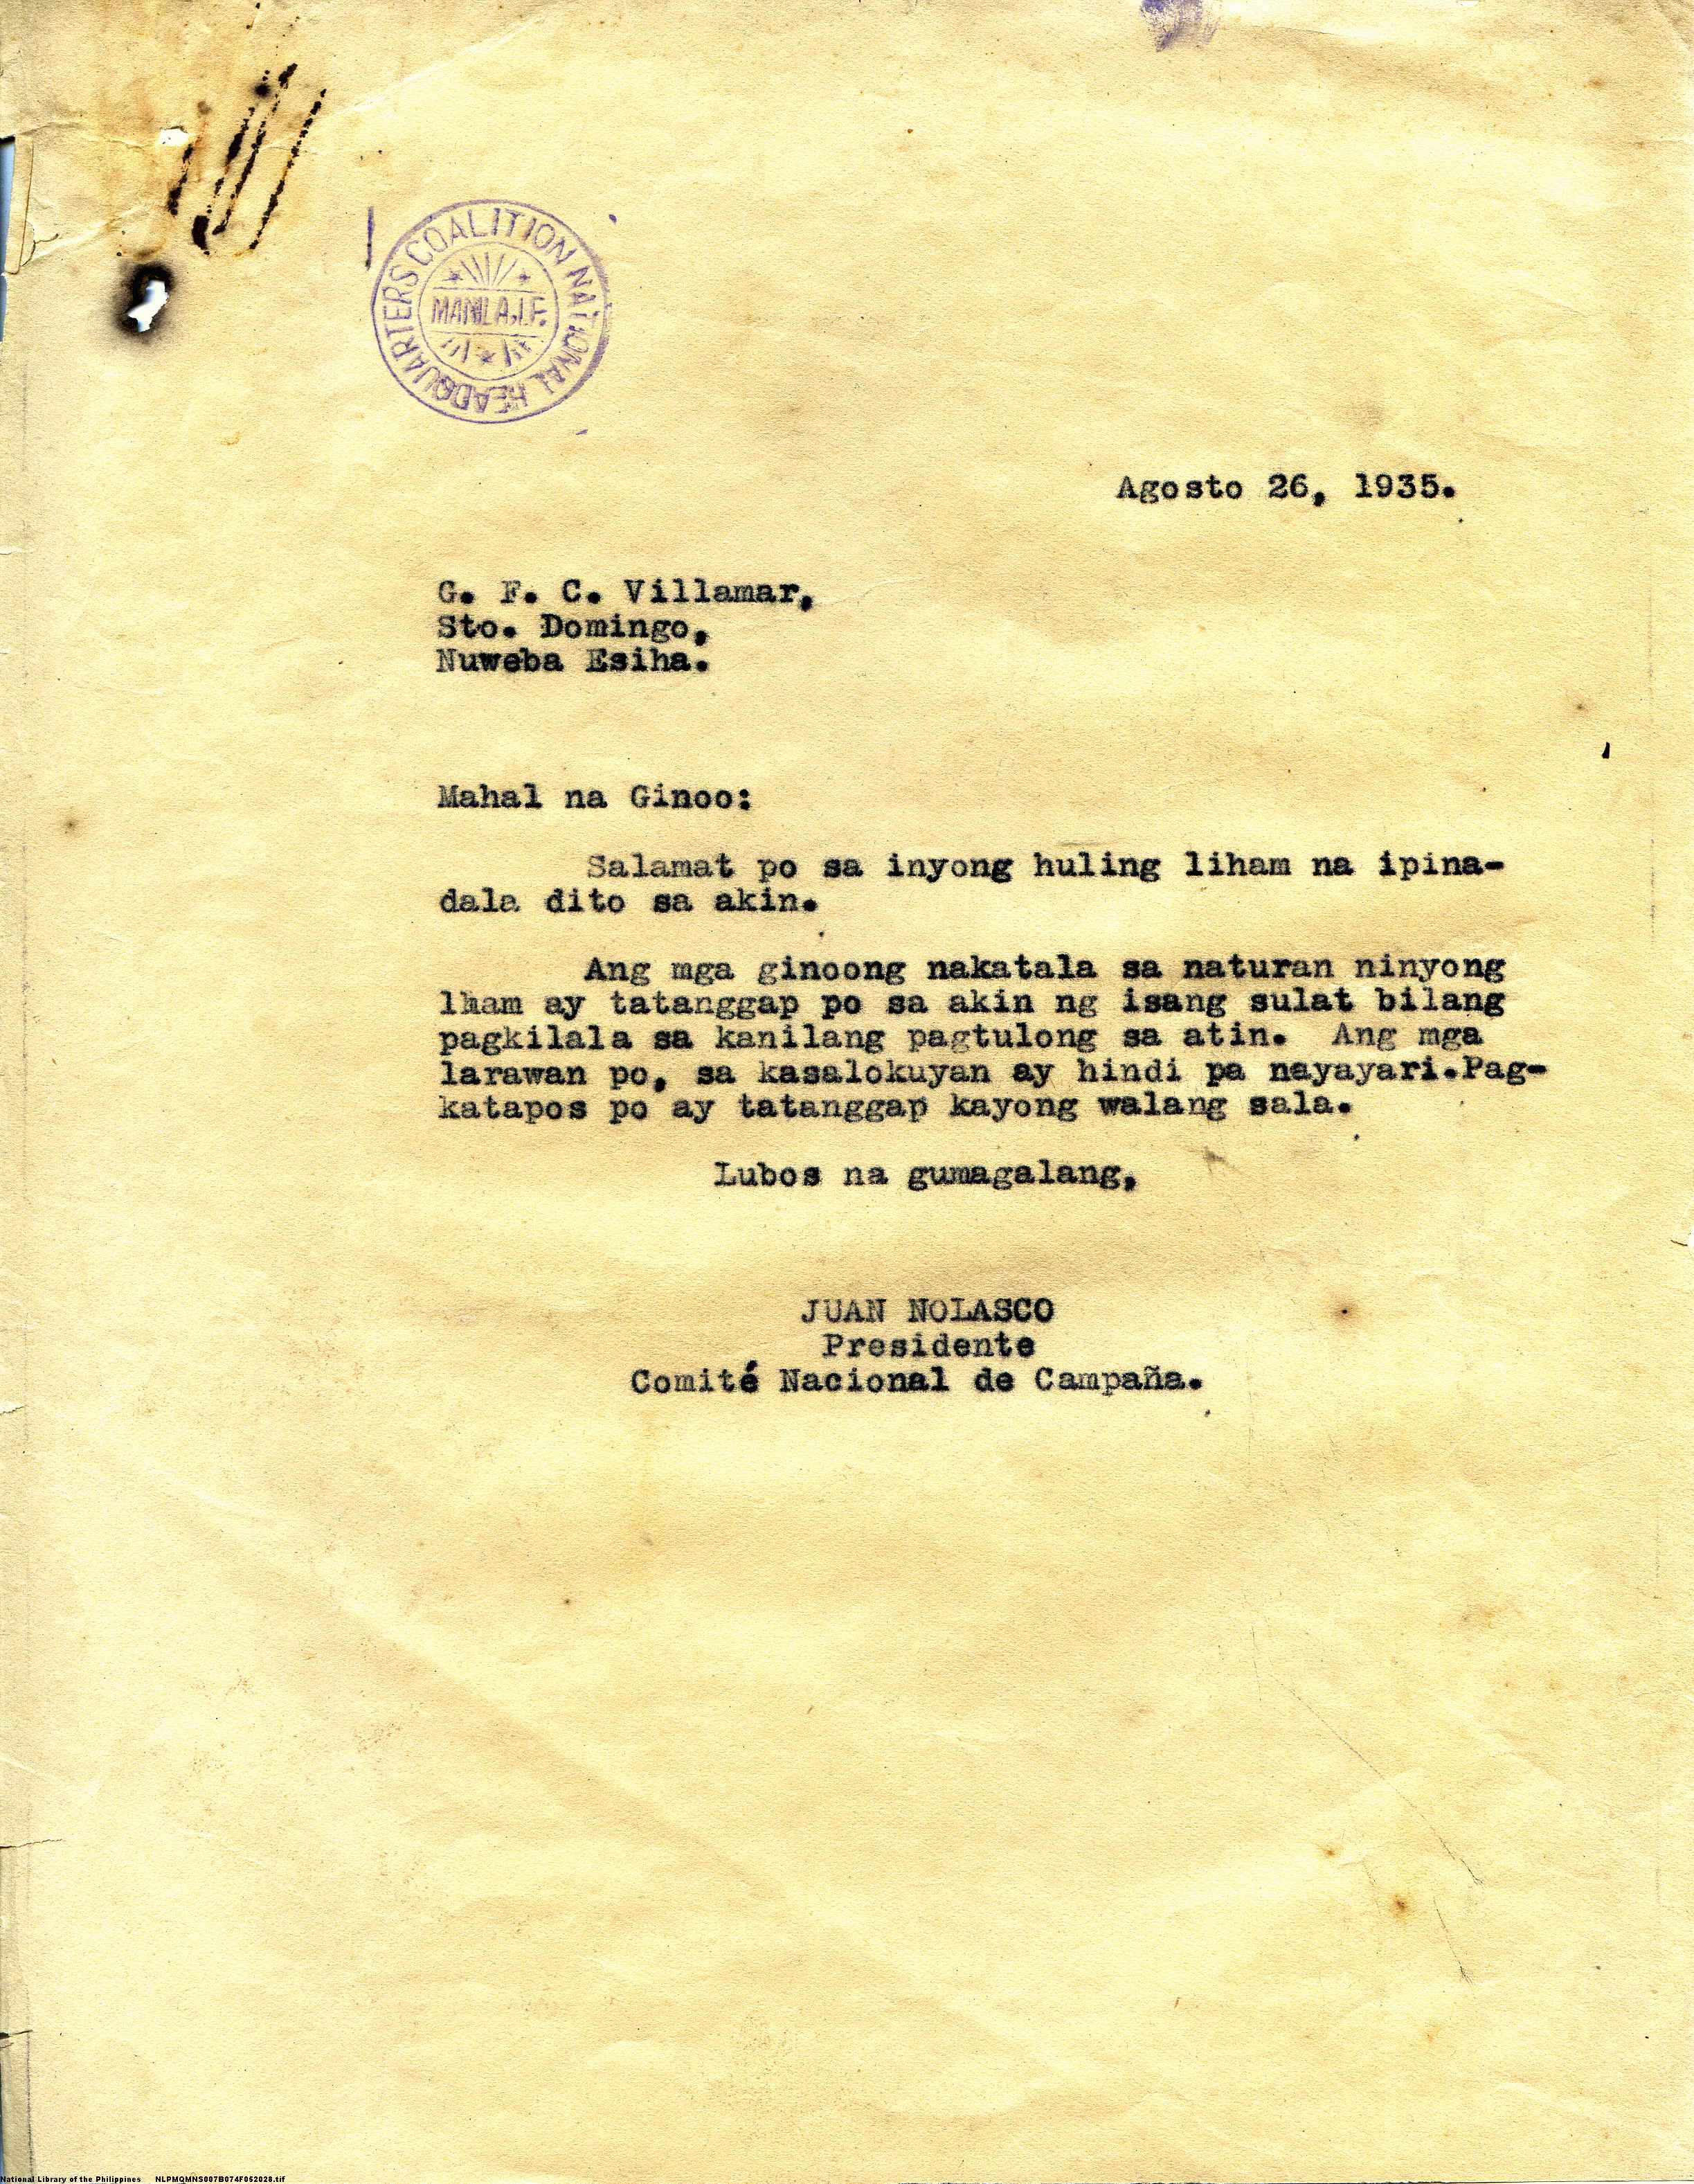 COALITION NATIONAL HEADQUARTERS
MANILA, I.F.
Agosto 26, 1935.
G. F. C. Villamar,
Sto. Domingo,
Nuweba Esiha.
Mahal na Ginoo:
Salamat po sa inyong huling liham na ipina-
dala dito sa akin.
Ang mga ginoong nakatala sa naturan ninyong
lham ay tatanggap po sa akin ng isang sulat bilang
pagkilala sa kanilang pagtulong sa atin. Ang mga
larawan po, sa kasalokuyan ay hindi pa nayayari.Pag-
katapos po ay tatanggap kayong walang sala.
Lubos na gumagalang,
JUAN NOLASCO
Presidente
Comité Nacional de Campaña.
National Library of the Philippines NLPMQMNS007B074F052028.tif